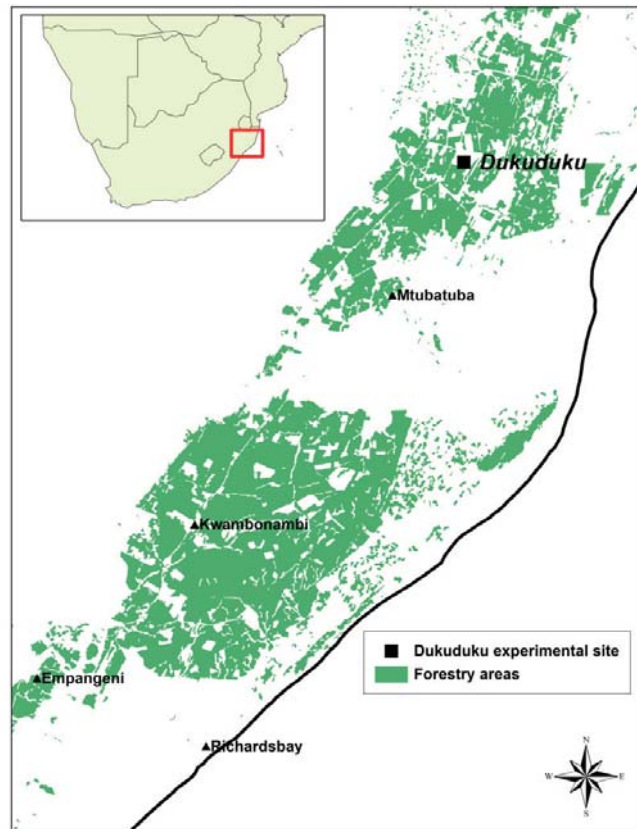 Dukuduku
Mtubatuba
Kwambonambi
Dukuduku experimental site
Forestry areas
Empangeni
Richardsbay
N
W E
S